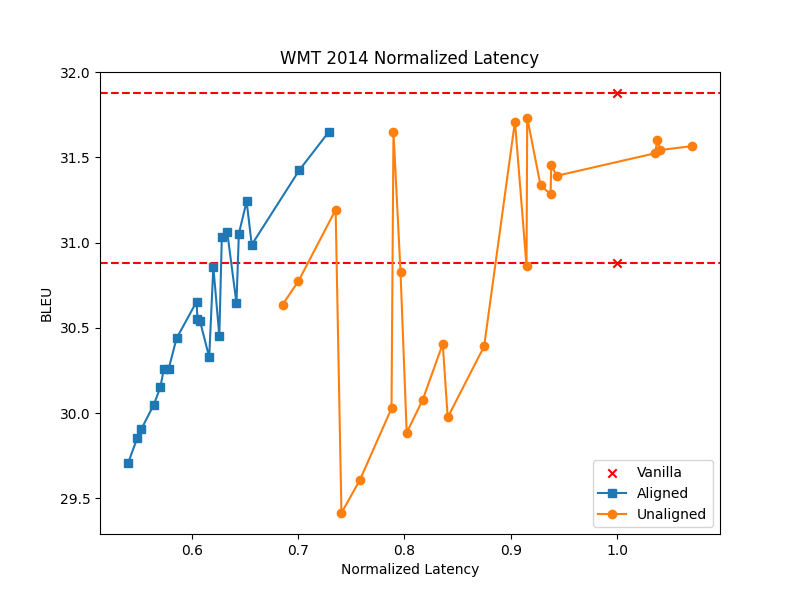 WMT 2014 Normalized Latency
32.0
31.5
31.0
30.5
30.0
29.5
BLEU
Vanilla
Aligned
Unaligned
0.6 0.7 0.8 0.9 1.0
Normalized Latency